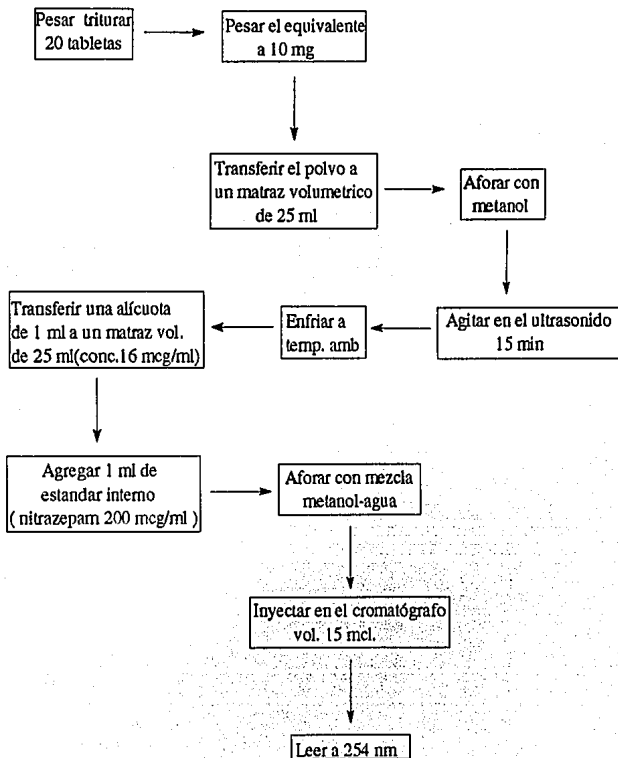 Pesar triturar
20 tabletas
Pesar el equivalente
a 10 mg
Transferir el polvo a
un matraz volumetrico
de 25 ml
Aforar con
metanol
Agitar en el ultrasonido
15 min
Enfriar a
temp. amb
Transferir una alícuota
de 1 ml a un matraz vol.
de 25 ml(conc.16 mcg/ml)
Agregar 1 ml de
estandar interno
( nitrazepam 200 mcg/ml )
Aforar con mezcla
metanol-agua
Inyectar en el cromatógrafo
vol. 15 mcl.
Leer a 254 nm